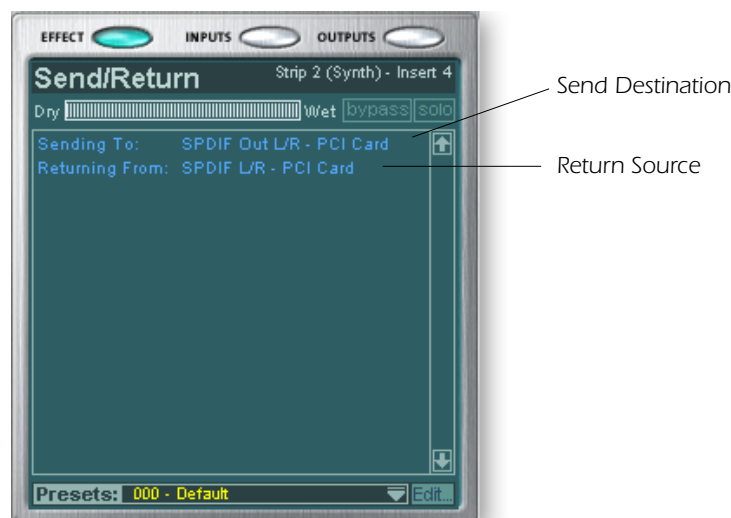 EFFECT INPUTS OUTPUTS
Send/Return Strip 2 (Synth) - Insert 4
Dry Wet bypass solo
Send Destination
Sending To: SPDIF Out L/R - PCI Card
Returning From: SPDIF L/R - PCI Card
Return Source
Presets: 000 - Default Edit...